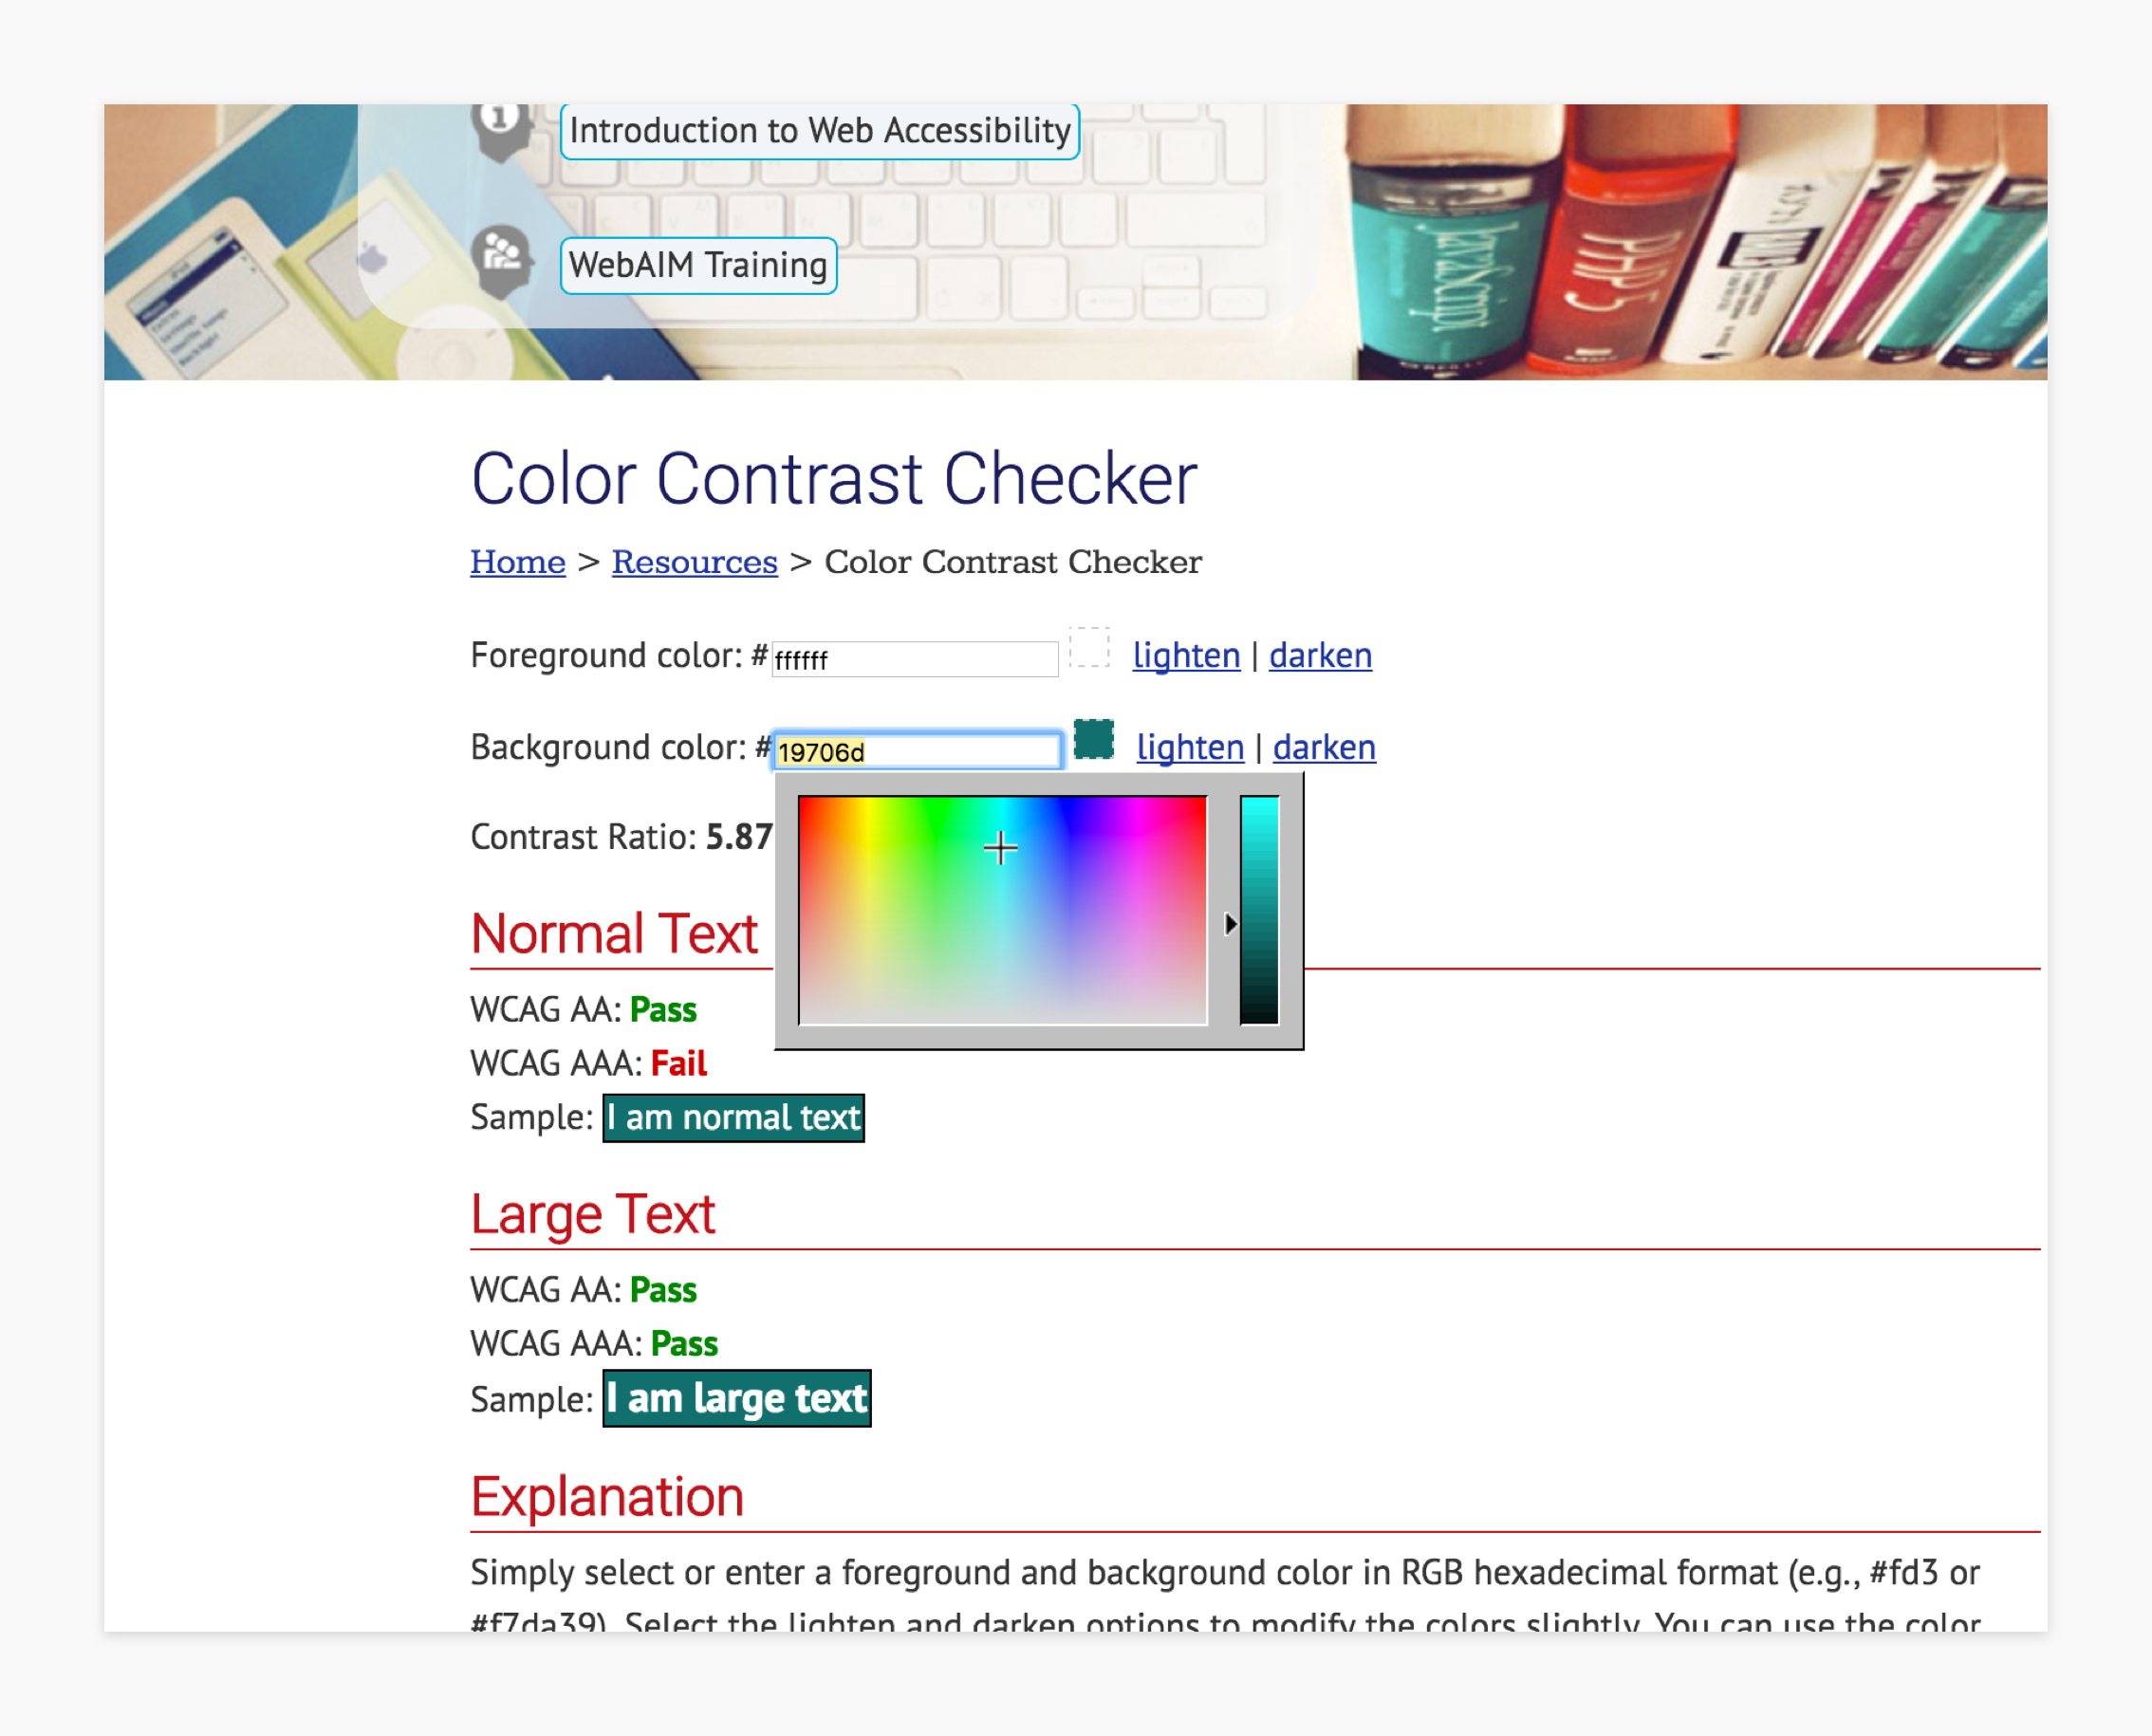 Introduction to Web Accessibility
WebAIM Training
javascript
PHP 5
Color Contrast Checker
Home > Resources > Color Contrast Checker
Foreground color: #ffffff lighten | darken
Background color: #19706d lighten | darken
Contrast Ratio: 5.87
Normal Text
WCAG AA: Pass
WCAG AAA: Fail
Sample: I am normal text
Large Text
WCAG AA: Pass
WCAG AAA: Pass
Sample: I am large text
Explanation
Simply select or enter a foreground and background color in RGB hexadecimal format (e.g., #fd3 or
#f7da39). Select the lighten and darken options to modify the colors slightly. You can use the color